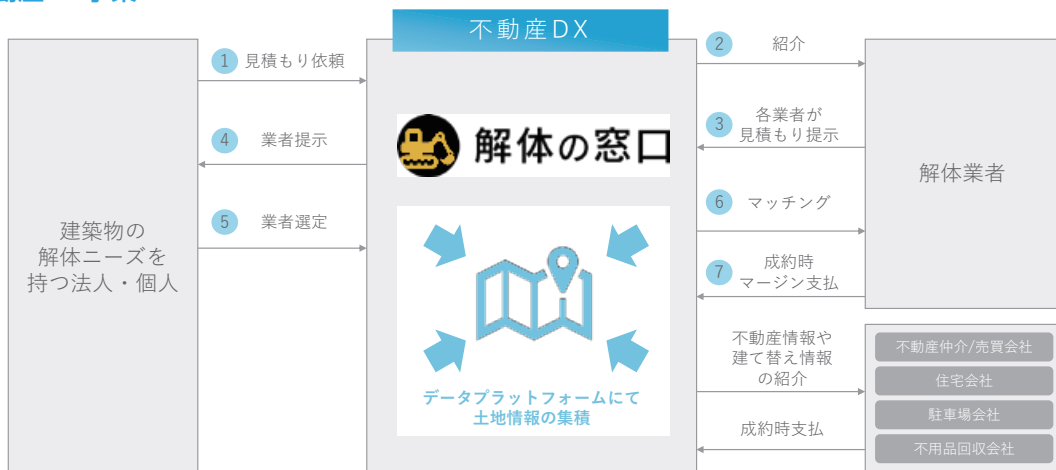 不動産DX
建築物の
解体ニーズを
持つ法人・個人
1 見積もり依頼
4 業者提示
5 業者選定
解体の窓口
データプラットフォームにて
土地情報の集積
2 紹介
3 各業者が
見積もり提示
6 マッチング
7 成約時
マージン支払
解体業者
不動産情報や
建て替え情報
の紹介
成約時支払
不動産仲介/売買会社
住宅会社
駐車場会社
不用品回収会社